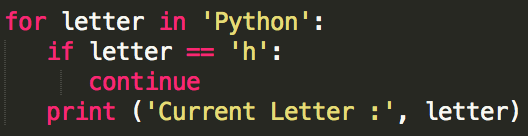 for letter in 'Python':
if letter == 'h':
continue
print ('Current Letter :', letter)